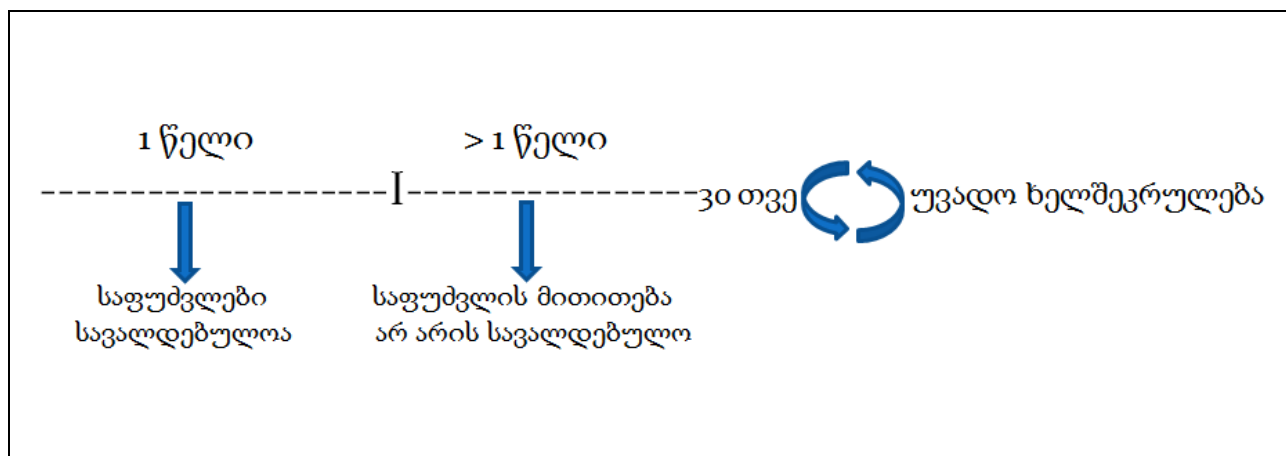 1 წელი
> 1 წელი
I
30 თვე
უვადო ხელშეკრულება
საფუძვლები
სავალდებულოა
საფუძვლის მითითება
არ არის სავალდებულო